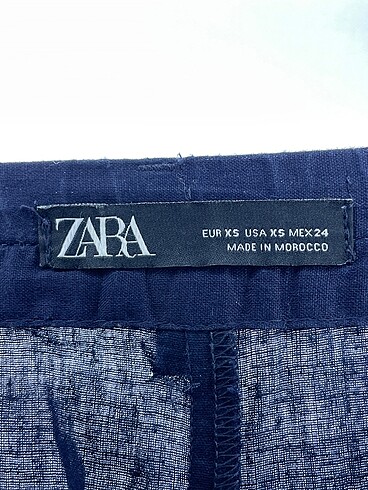 ZARA
EUR XS USA XS MEX 24
MADE IN MOROCCO